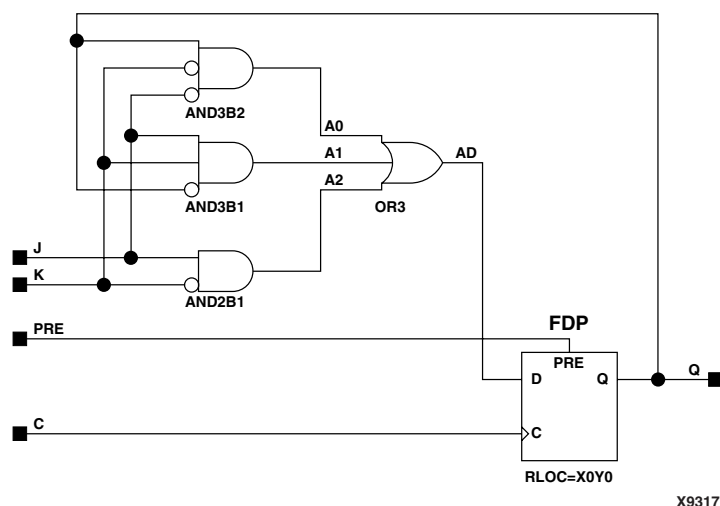 AND3B2
A0
A1
AD
A2
AND3B1
OR3
J
K
AND2B1
PRE
FDP
PRE
D
Q
Q
C
C
RLOC=X0Y0
X9317